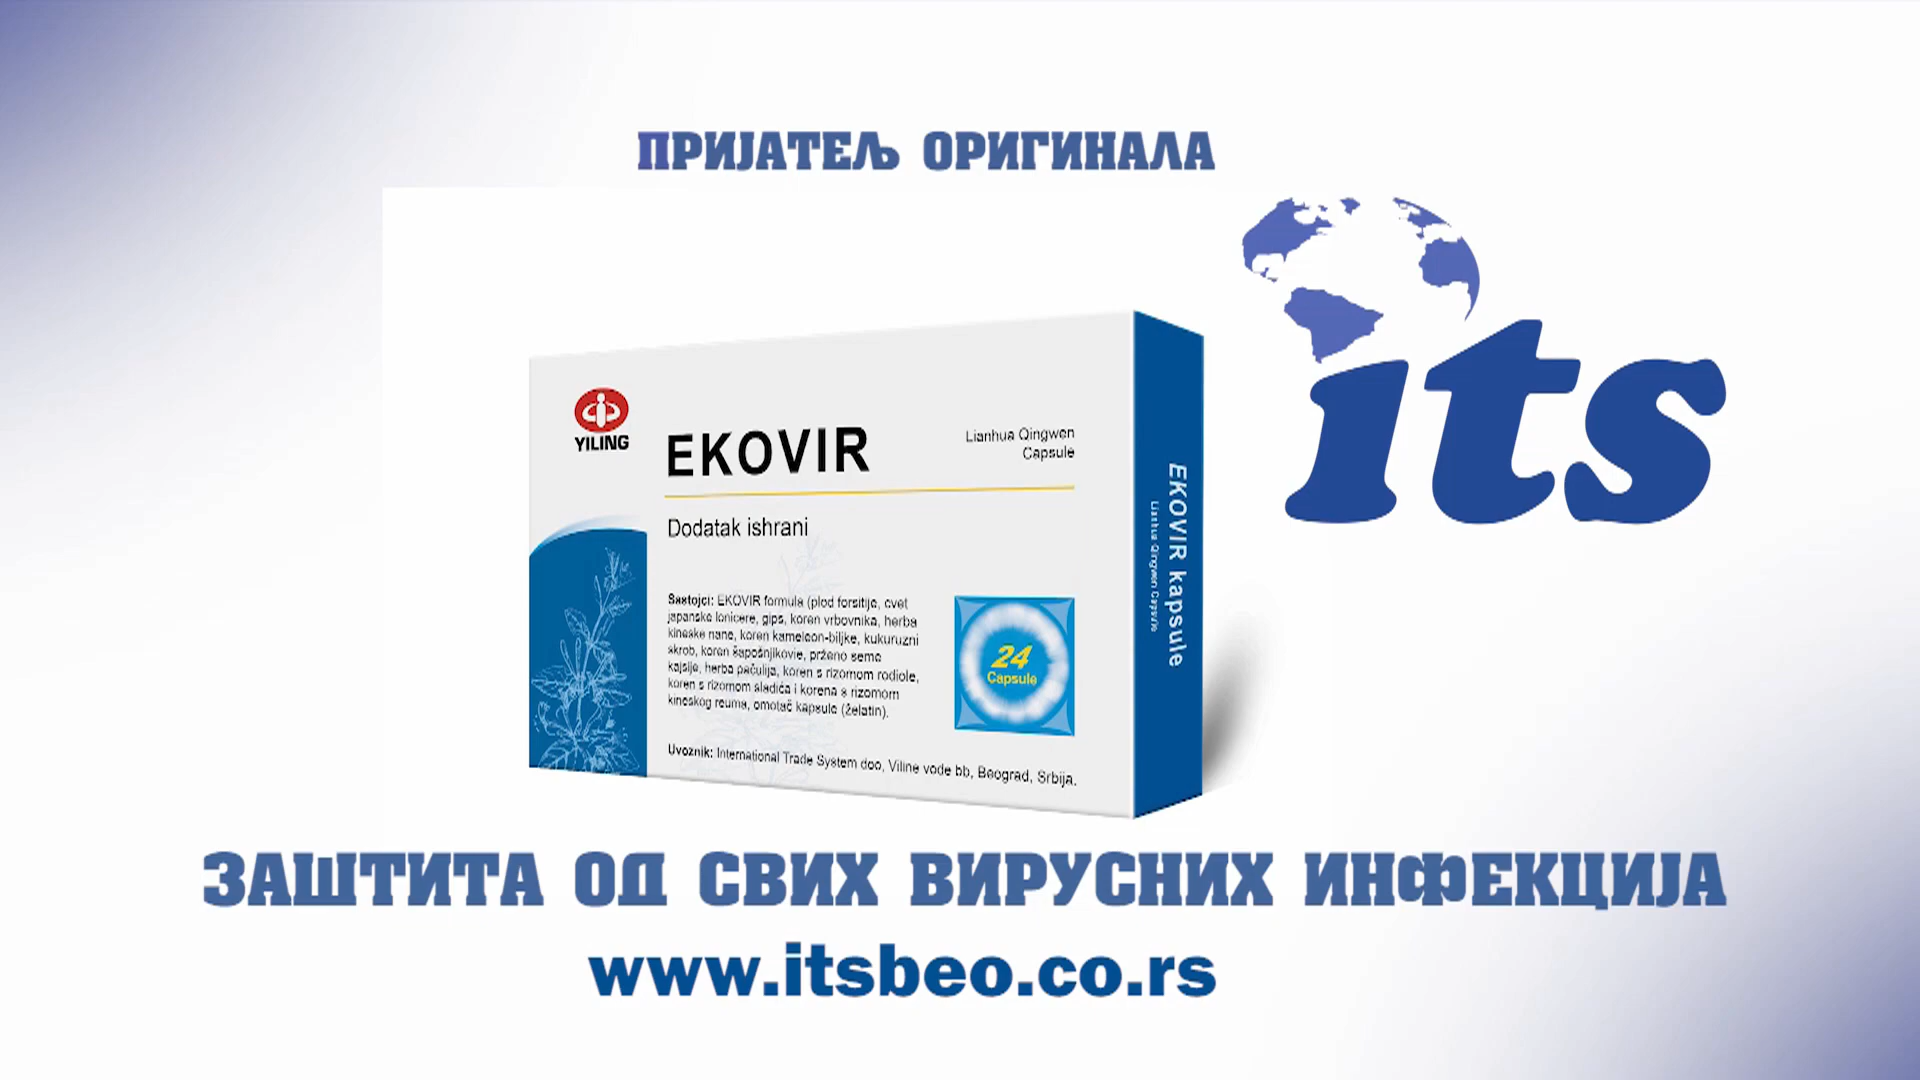 ПРИЈАТЕЉ ОРИГИНАЛА
its
YILING
EKOVIR
Lianhua Qingwen
Capsule
Dodatak ishrani
Sastojci: EKOVIR formula (plod forsitije, cvet
japanske lonicere, gips, koren vrbovnika, herba
kineske nane, koren kameleon-biljke, kukuruzni
skrob, koren šapošnjikovie, prženo seme
kajsije, herba pačulija, koren s rizomom rodiole,
koren s rizomom sladića i korena s rizomom
kineskog reuma, omotač kapsule (želatin).
24
Capsule
Uvoznik: International Trade System doo, Viline vode bb, Beograd, Srbija.
EKOVIR kapsule
Lianhua Qingwen Capsule
ЗАШТИТА ОД СВИХ ВИРУСНИХ ИНФЕКЦИЈА
www.itsbeo.co.rs